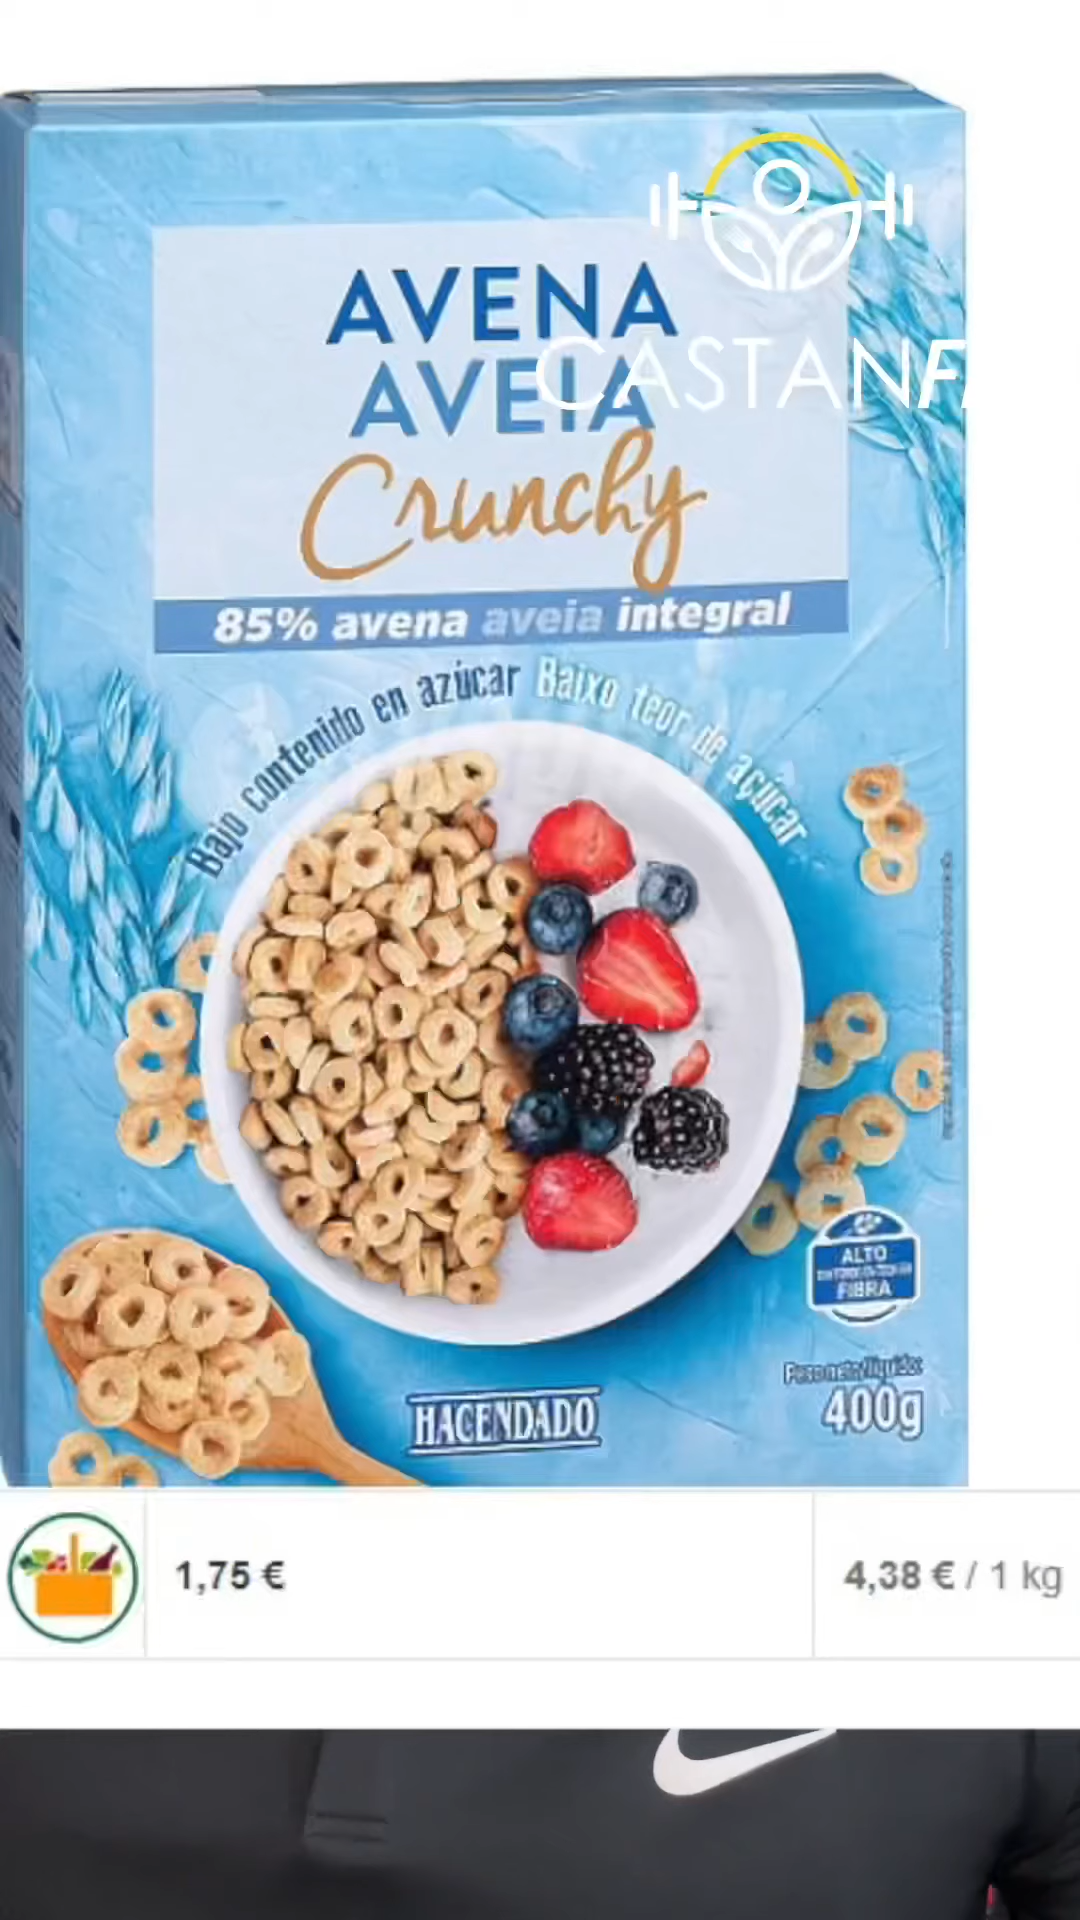 AVENA
AVEIA
CASTANF
Crunchy
85% avena aveia integral
Bajo contenido en azúcar Baixo teor de açúcar
ALTO
FIBRA
Peso neto/líquido:
400g
HACENDADO
1,75 €
4,38 € / 1 kg